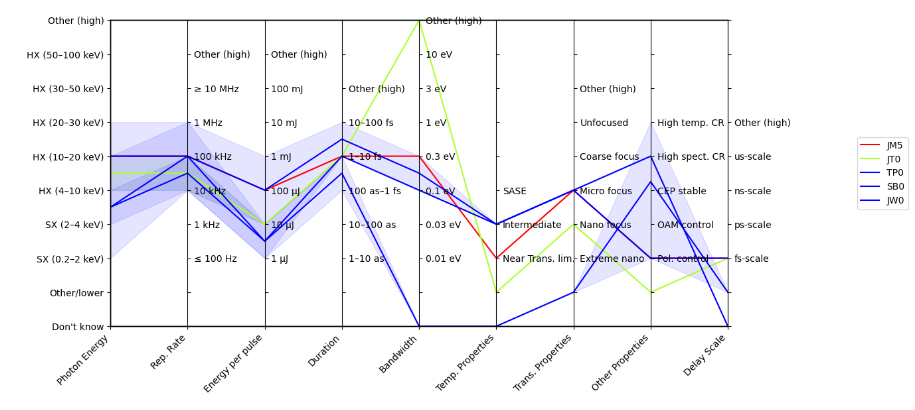 Other (high)
HX (50–100 keV)
HX (30–50 keV)
HX (20–30 keV)
HX (10–20 keV)
HX (4–10 keV)
SX (2–4 keV)
SX (0.2–2 keV)
Other/lower
Don't know
Other (high)
≥ 10 MHz
1 MHz
100 kHz
10 kHz
1 kHz
≤ 100 Hz
Other (high)
100 mJ
10 mJ
1 mJ
100 μJ
10 μJ
1 μJ
Other (high)
10–100 fs
1–10 fs
100 as–1 fs
10–100 as
1–10 as
Other (high)
10 eV
3 eV
1 eV
0.3 eV
0.1 eV
0.03 eV
0.01 eV
SASE
Intermediate
Near Trans. lim.
Other (high)
Unfocused
Coarse focus
Micro focus
Nano focus
Extreme nano
High temp. CR
High spect. CR
CEP stable
OAM control
Pol. control
Other (high)
us-scale
ns-scale
ps-scale
fs-scale
JM5
JT0
TP0
SB0
JW0
Photon Energy
Rep. Rate
Energy per pulse
Duration
Bandwidth
Temp. Properties
Trans. Properties
Other Properties
Delay Scale